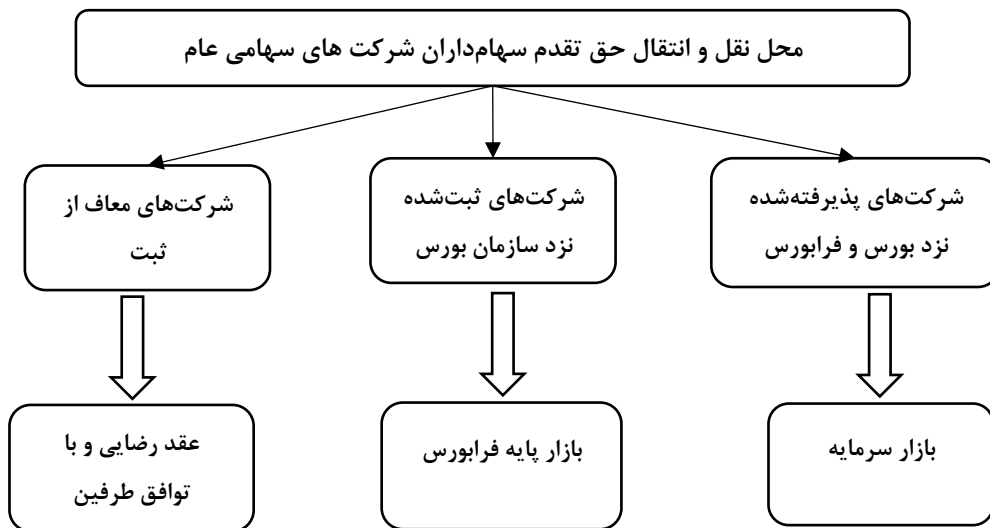 محل نقل و انتقال حق تقدم سهام‌داران شرکت های سهامی عام
شرکت‌های پذیرفته‌شده
نزد بورس و فرابورس
شرکت‌های ثبت‌شده
نزد سازمان بورس
شرکت‌های معاف از
ثبت
بازار سرمایه
بازار پایه فرابورس
عقد رضایی و با
توافق طرفین